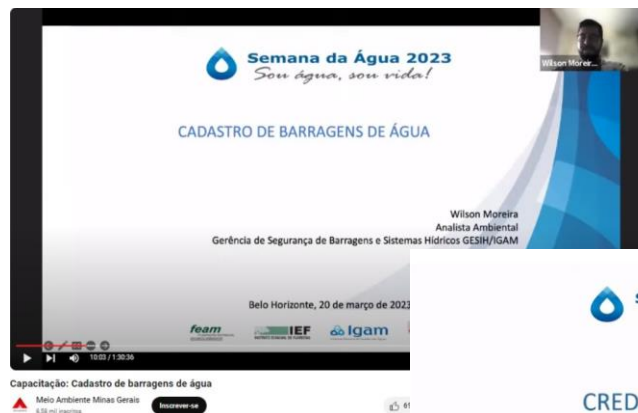 Semana da Água 2023
Sou água, sou vida!
Wilson Moreir...
CADASTRO DE BARRAGENS DE ÁGUA
Wilson Moreira
Analista Ambiental
Gerência de Segurança de Barragens e Sistemas Hídricos GESIH/IGAM
Belo Horizonte, 20 de março de 2023
feam
IEF
Igam
10:03 / 1:30:36
Capacitação: Cadastro de barragens de água
Meio Ambiente Minas Gerais
Inscrever-se
61
CRED